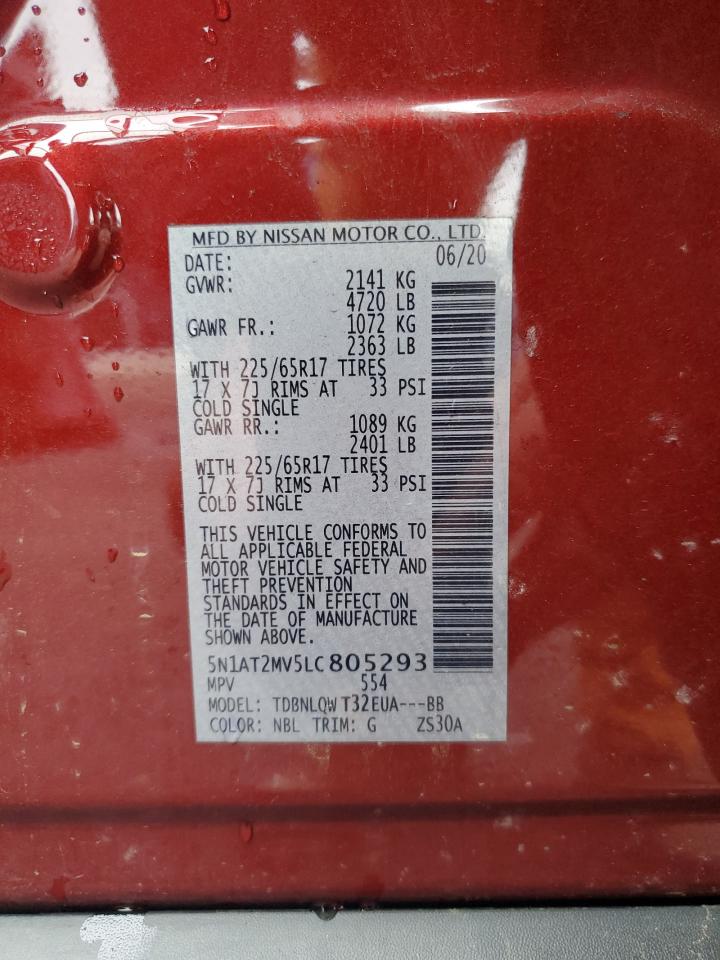 MFD BY NISSAN MOTOR CO., LTD.
DATE: 06/20
GVWR: 2141 KG
4720 LB
GAWR FR.: 1072 KG
2363 LB
WITH 225/65R17 TIRES
17 X 7J RIMS AT 33 PSI
COLD SINGLE
GAWR RR.: 1089 KG
2401 LB
WITH 225/65R17 TIRES
17 X 7J RIMS AT 33 PSI
COLD SINGLE
THIS VEHICLE CONFORMS TO
ALL APPLICABLE FEDERAL
MOTOR VEHICLE SAFETY AND
THEFT PREVENTION
STANDARDS IN EFFECT ON
THE DATE OF MANUFACTURE
SHOWN ABOVE.
5N1AT2MV5LC805293
MPV 554
MODEL: TDBNLQW T32EUA---BB
COLOR: NBL TRIM: G ZS30A